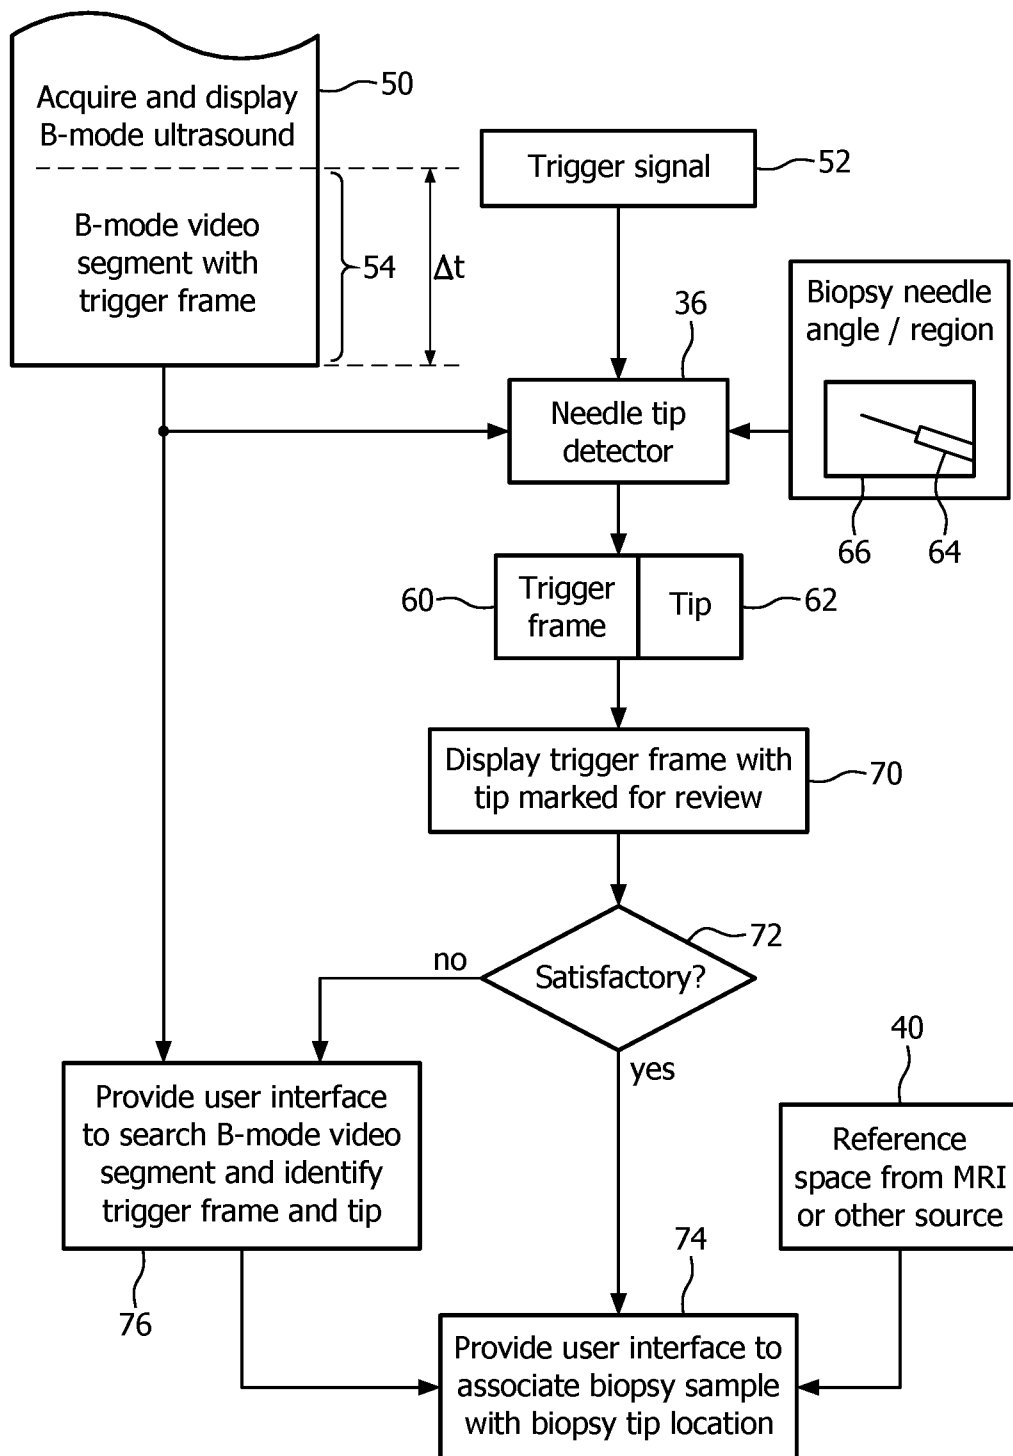 Acquire and display
B-mode ultrasound
50
B-mode video
segment with
trigger frame
54
Δt
Trigger signal
52
36
Needle tip
detector
Biopsy needle
angle / region
66
64
60
Trigger
frame
Tip
62
Display trigger frame with
tip marked for review
70
72
Satisfactory?
no
yes
40
Reference
space from MRI
or other source
Provide user interface
to search B-mode video
segment and identify
trigger frame and tip
76
74
Provide user interface to
associate biopsy sample
with biopsy tip location